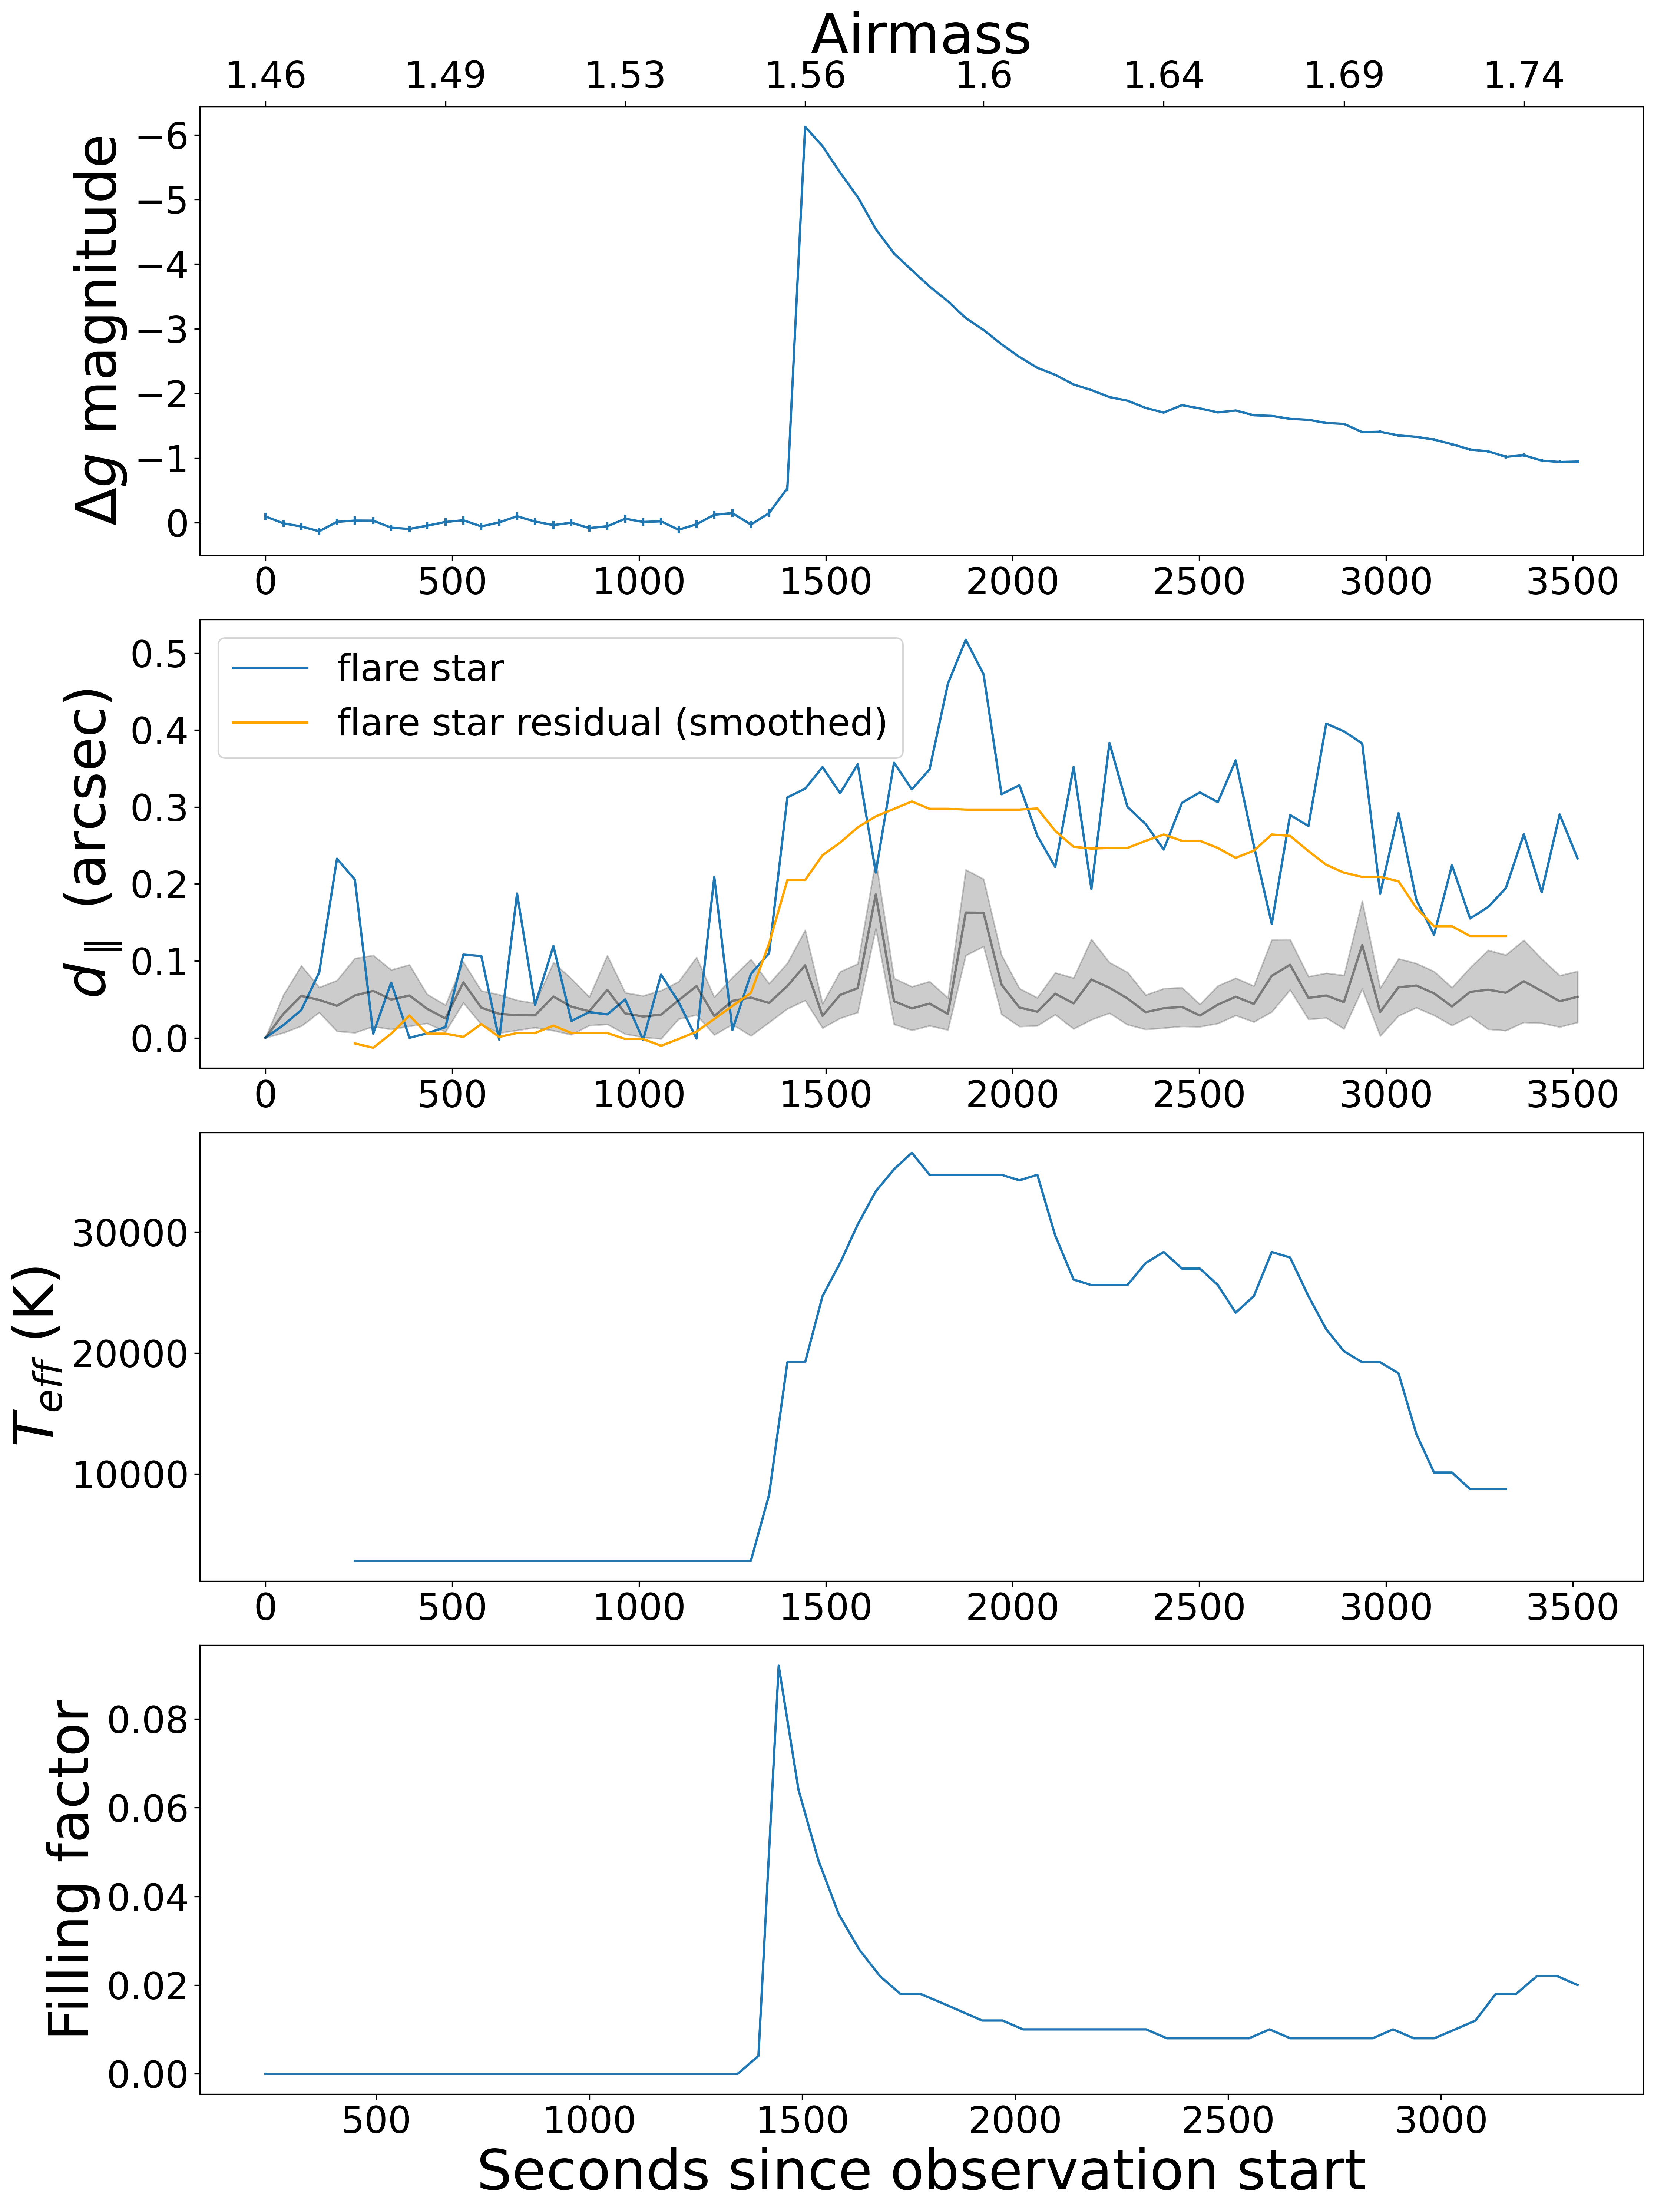 Airmass
1.46 1.49 1.53 1.56 1.6 1.64 1.69 1.74
Δg magnitude
−6
−5
−4
−3
−2
−1
0
0 500 1000 1500 2000 2500 3000 3500
d∥ (arcsec)
flare star
flare star residual (smoothed)
0.5
0.4
0.3
0.2
0.1
0.0
0 500 1000 1500 2000 2500 3000 3500
Teff (K)
30000
20000
10000
0 500 1000 1500 2000 2500 3000 3500
Filling factor
0.08
0.06
0.04
0.02
0.00
500 1000 1500 2000 2500 3000
Seconds since observation start